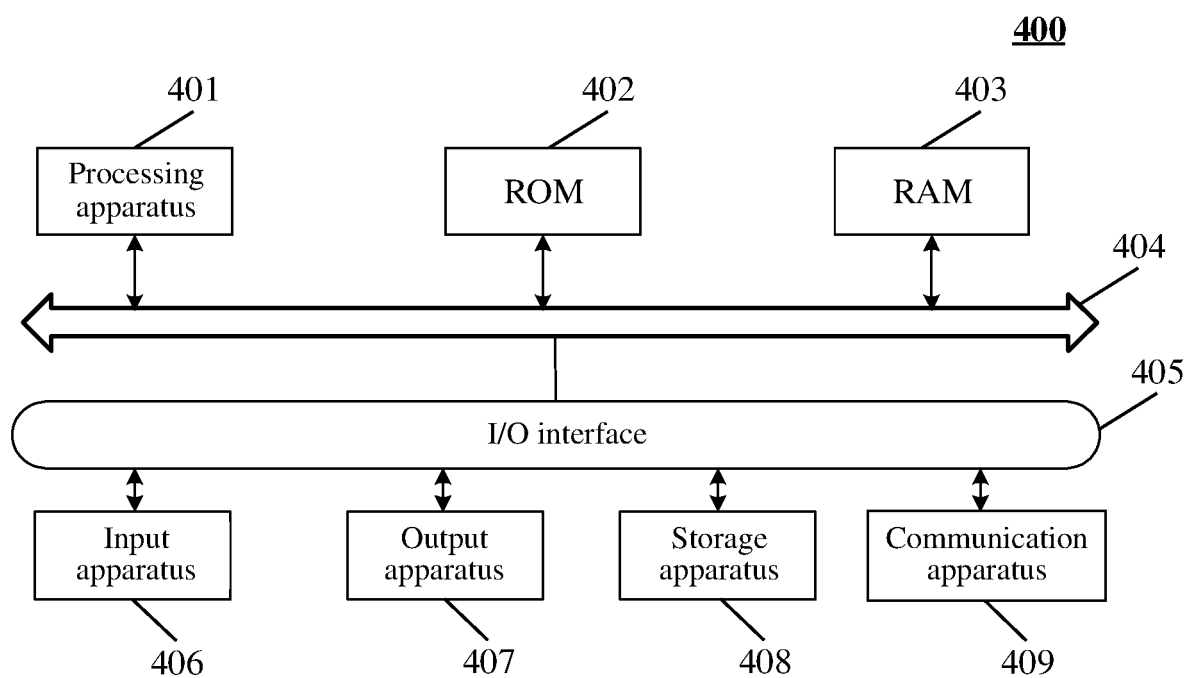 400
401
402
403
Processing
apparatus
ROM
RAM
404
405
I/O interface
Input
apparatus
Output
apparatus
Storage
apparatus
Communication
apparatus
406
407
408
409